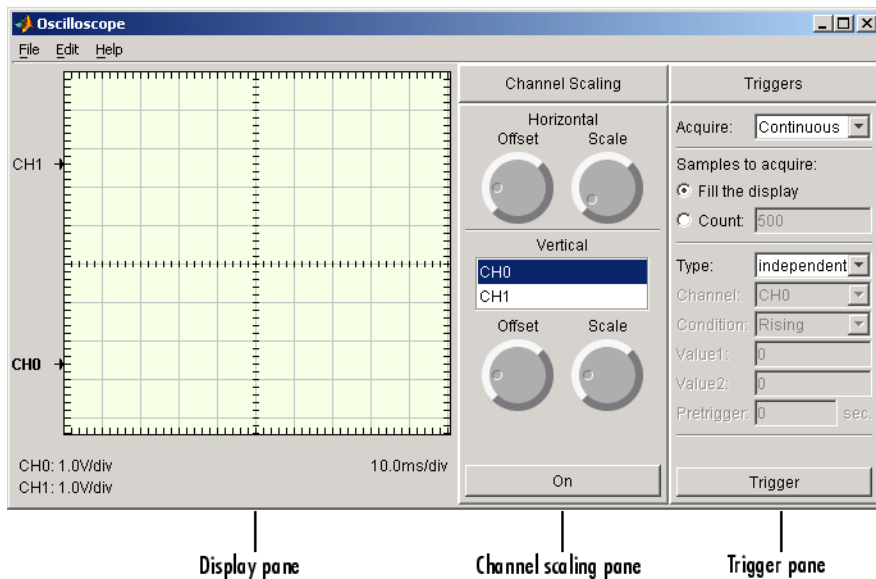 Oscilloscope
File Edit Help
CH1
CH0
CH0: 1.0V/div
10.0ms/div
CH1: 1.0V/div
Channel Scaling
Horizontal
Offset Scale
Vertical
CH0
CH1
Offset Scale
On
Triggers
Acquire: Continuous
Samples to acquire:
Fill the display
Count: 500
Type: independent
Channel: CH0
Condition: Rising
Value1: 0
Value2: 0
Pretrigger: 0 sec.
Trigger
Display pane
Channel scaling pane
Trigger pane